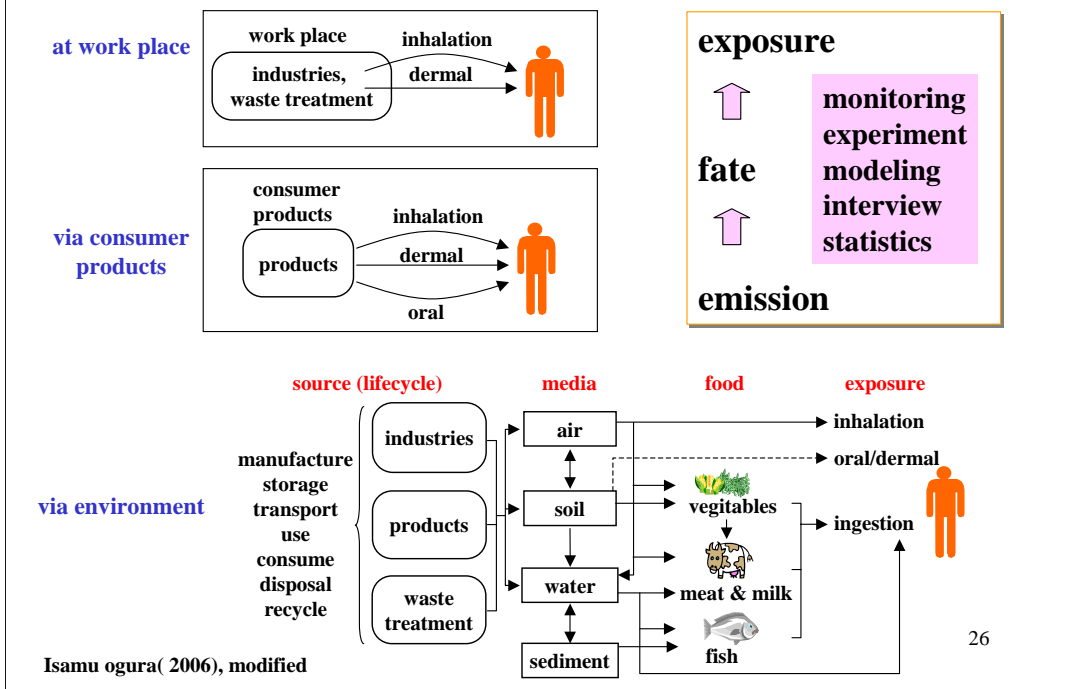 at work place
work place
industries,
waste treatment
inhalation
dermal
via consumer
products
consumer
products
products
inhalation
dermal
oral
exposure
fate
emission
monitoring
experiment
modeling
interview
statistics
via environment
source (lifecycle)
media
food
exposure
manufacture
storage
transport
use
consume
disposal
recycle
industries
products
waste
treatment
air
soil
water
sediment
vegitables
meat & milk
fish
inhalation
oral/dermal
ingestion
26
Isamu ogura( 2006), modified